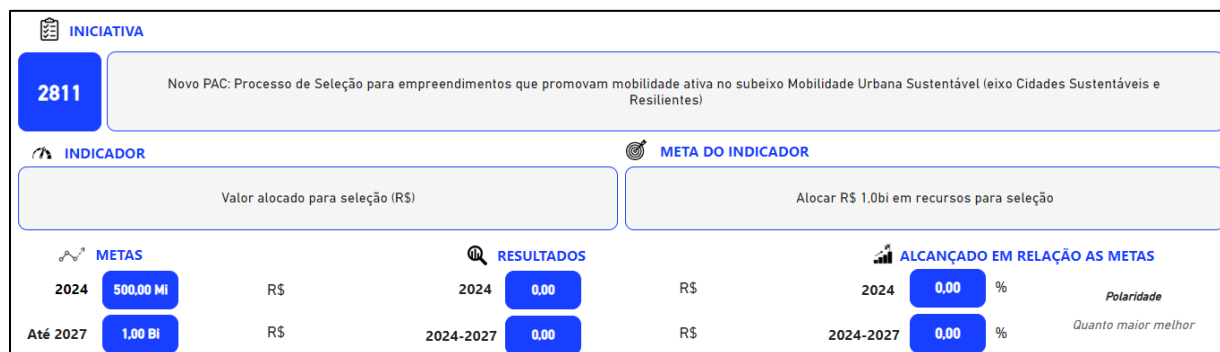 INICIATIVA
2811
Novo PAC: Processo de Seleção para empreendimentos que promovam mobilidade ativa no subeixo Mobilidade Urbana Sustentável (eixo Cidades Sustentáveis e
Resilientes)
INDICADOR
META DO INDICADOR
Valor alocado para seleção (R$)
Alocar R$ 1,0bi em recursos para seleção
METAS
RESULTADOS
ALCANÇADO EM RELAÇÃO AS METAS
2024 500,00 Mi R$ 2024 0,00 R$ 2024 0,00 % Polaridade
Até 2027 1,00 Bi R$ 2024-2027 0,00 R$ 2024-2027 0,00 % Quanto maior melhor